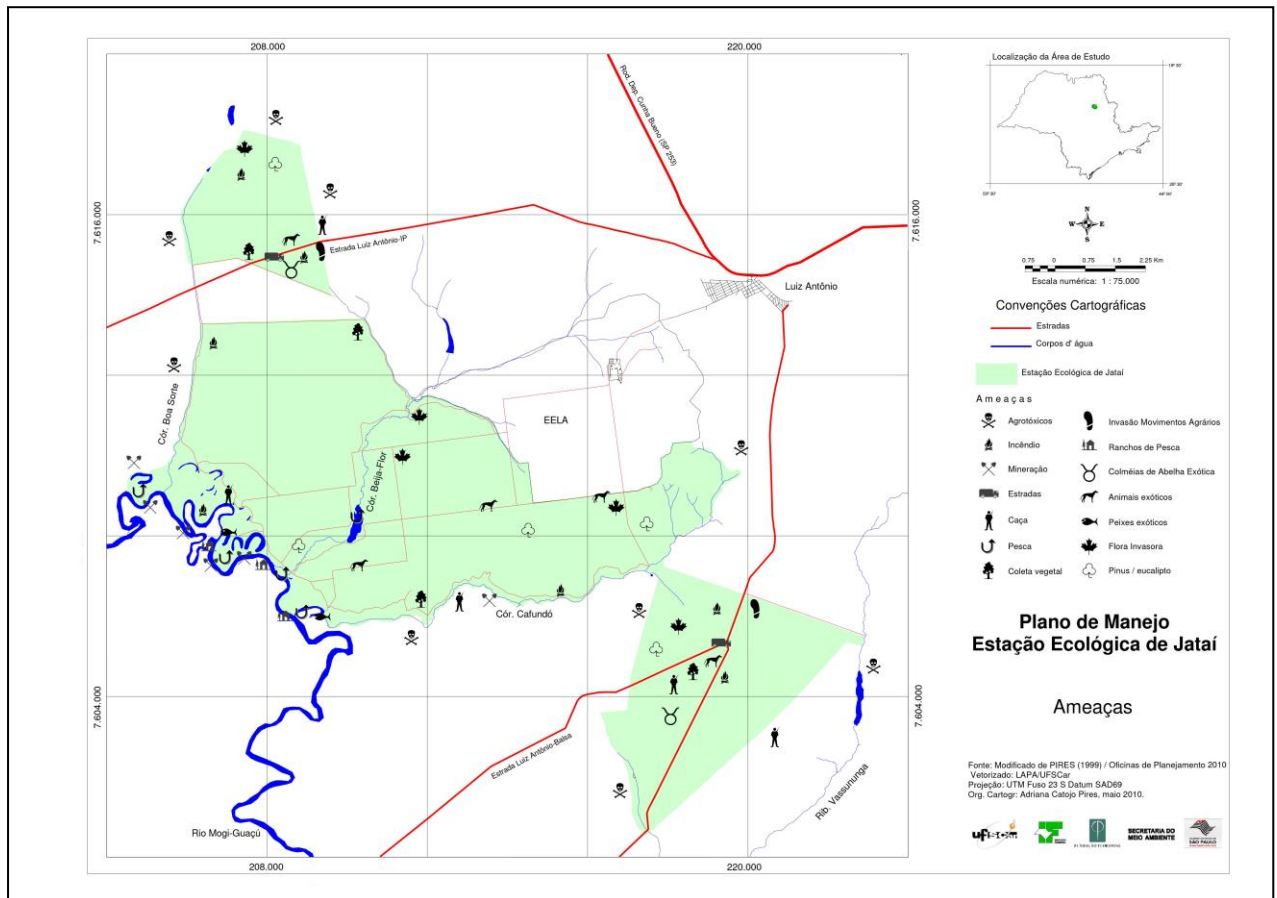 208.000
220.000
Rod. Dep. Cunha Bueno (SP 253)
7.616.000
7.616.000
Estrada Luiz Antônio-IP
Luiz Antônio
EELA
Cór. Boa Sorte
Cór. Beija-Flor
Cór. Cafundó
7.604.000
7.604.000
Estrada Luiz Antônio-Balsa
Rib. Vassununga
Rio Mogi-Guaçú
208.000
220.000
Localização da Área de Estudo
N
W E
S
0.75 0 0.75 1.5 2.25 Km
Escala numérica: 1 : 75.000
Convenções Cartográficas
Estradas
Corpos d' água
Estação Ecológica de Jataí
Ameaças
Agrotóxicos
Invasão Movimentos Agrários
Incêndio
Ranchos de Pesca
Mineração
Colméias de Abelha Exótica
Estradas
Animais exóticos
Caça
Peixes exóticos
Pesca
Flora Invasora
Coleta vegetal
Pinus / eucalipto
Plano de Manejo
Estação Ecológica de Jataí
Ameaças
Fonte: Modificado de PIRES (1999) / Oficinas de Planejamento 2010
Vetorizado: LAPA/UFSCar
Projeção: UTM Fuso 23 S Datum SAD69
Org. Cartogr: Adriana Catojo Pires, maio 2010.
SECRETARIA DO
MEIO AMBIENTE
SÃO PAULO